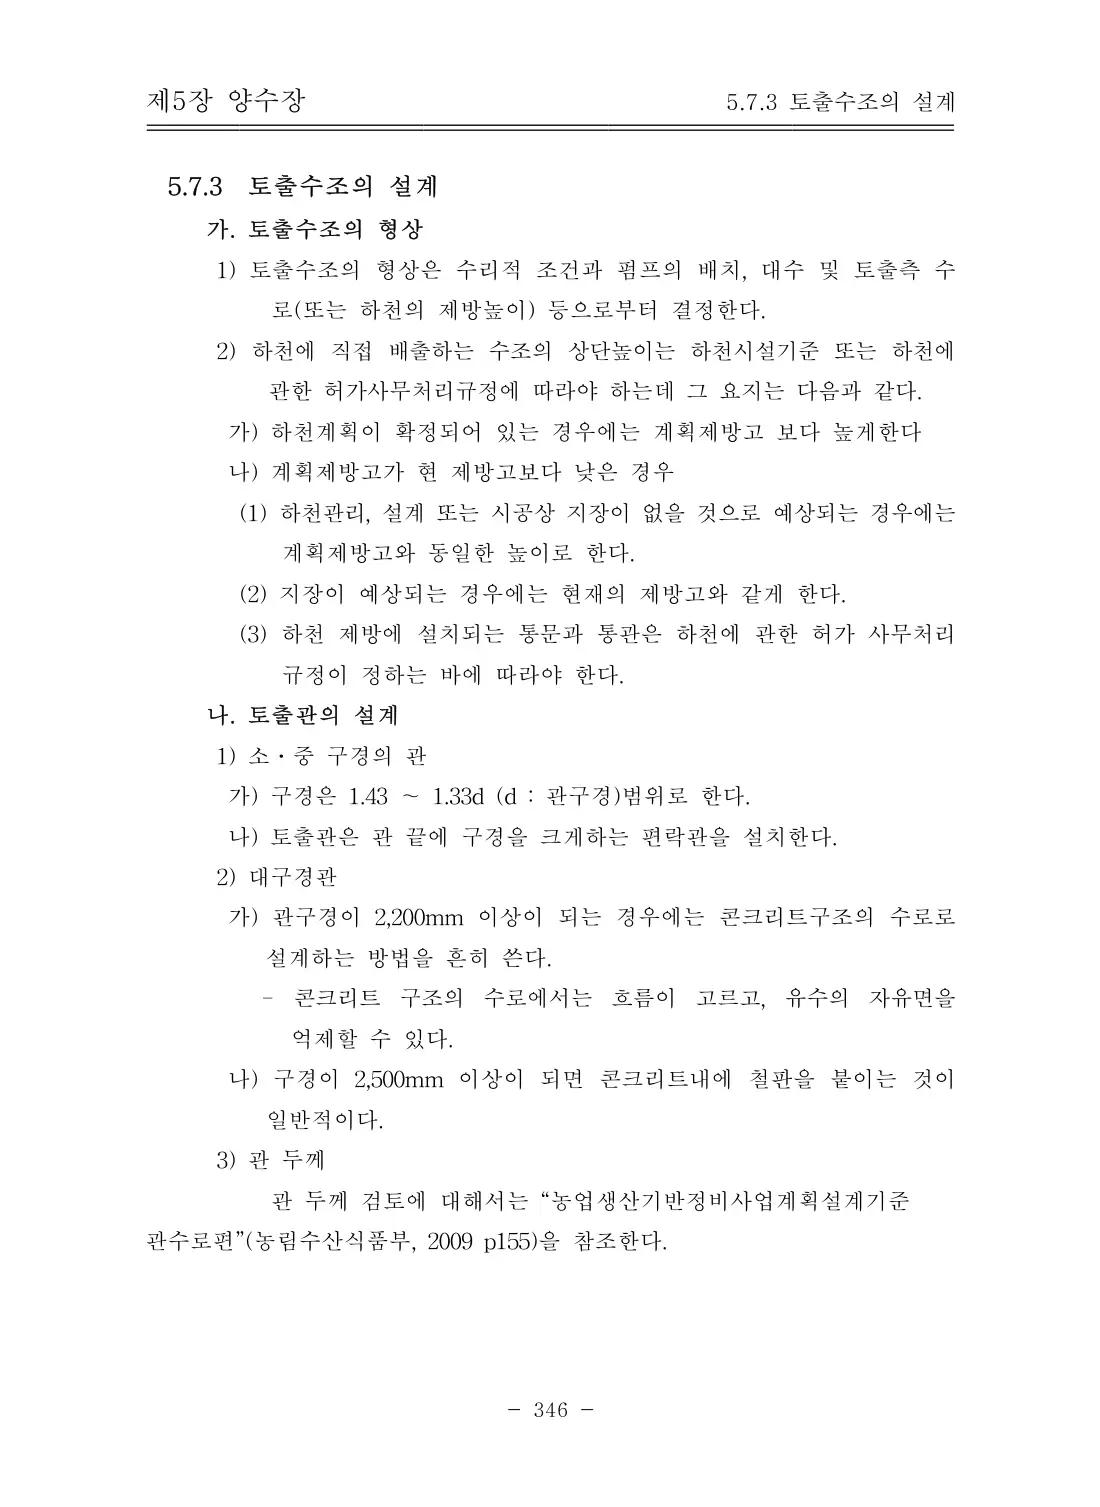 제5장 양수장
5.7.3 토출수조의 설계
5.7.3 토출수조의 설계
가. 토출수조의 형상
1) 토출수조의 형상은 수리적 조건과 펌프의 배치, 대수 및 토출측 수
로(또는 하천의 제방높이) 등으로부터 결정한다.
2) 하천에 직접 배출하는 수조의 상단높이는 하천시설기준 또는 하천에
관한 허가사무처리규정에 따라야 하는데 그 요지는 다음과 같다.
가) 하천계획이 확정되어 있는 경우에는 계획제방고 보다 높게한다
나) 계획제방고가 현 제방고보다 낮은 경우
(1) 하천관리, 설계 또는 시공상 지장이 없을 것으로 예상되는 경우에는
계획제방고와 동일한 높이로 한다.
(2) 지장이 예상되는 경우에는 현재의 제방고와 같게 한다.
(3) 하천 제방에 설치되는 통문과 통관은 하천에 관한 허가 사무처리
규정이 정하는 바에 따라야 한다.
나. 토출관의 설계
1) 소・중 구경의 관
가) 구경은 1.43 ～ 1.33d (d : 관구경)범위로 한다.
나) 토출관은 관 끝에 구경을 크게하는 편락관을 설치한다.
2) 대구경관
가) 관구경이 2,200mm 이상이 되는 경우에는 콘크리트구조의 수로로
설계하는 방법을 흔히 쓴다.
- 콘크리트 구조의 수로에서는 흐름이 고르고, 유수의 자유면을
억제할 수 있다.
나) 구경이 2,500mm 이상이 되면 콘크리트내에 철판을 붙이는 것이
일반적이다.
3) 관 두께
관 두께 검토에 대해서는 “농업생산기반정비사업계획설계기준
관수로편”(농림수산식품부, 2009 p155)을 참조한다.
- 346 -